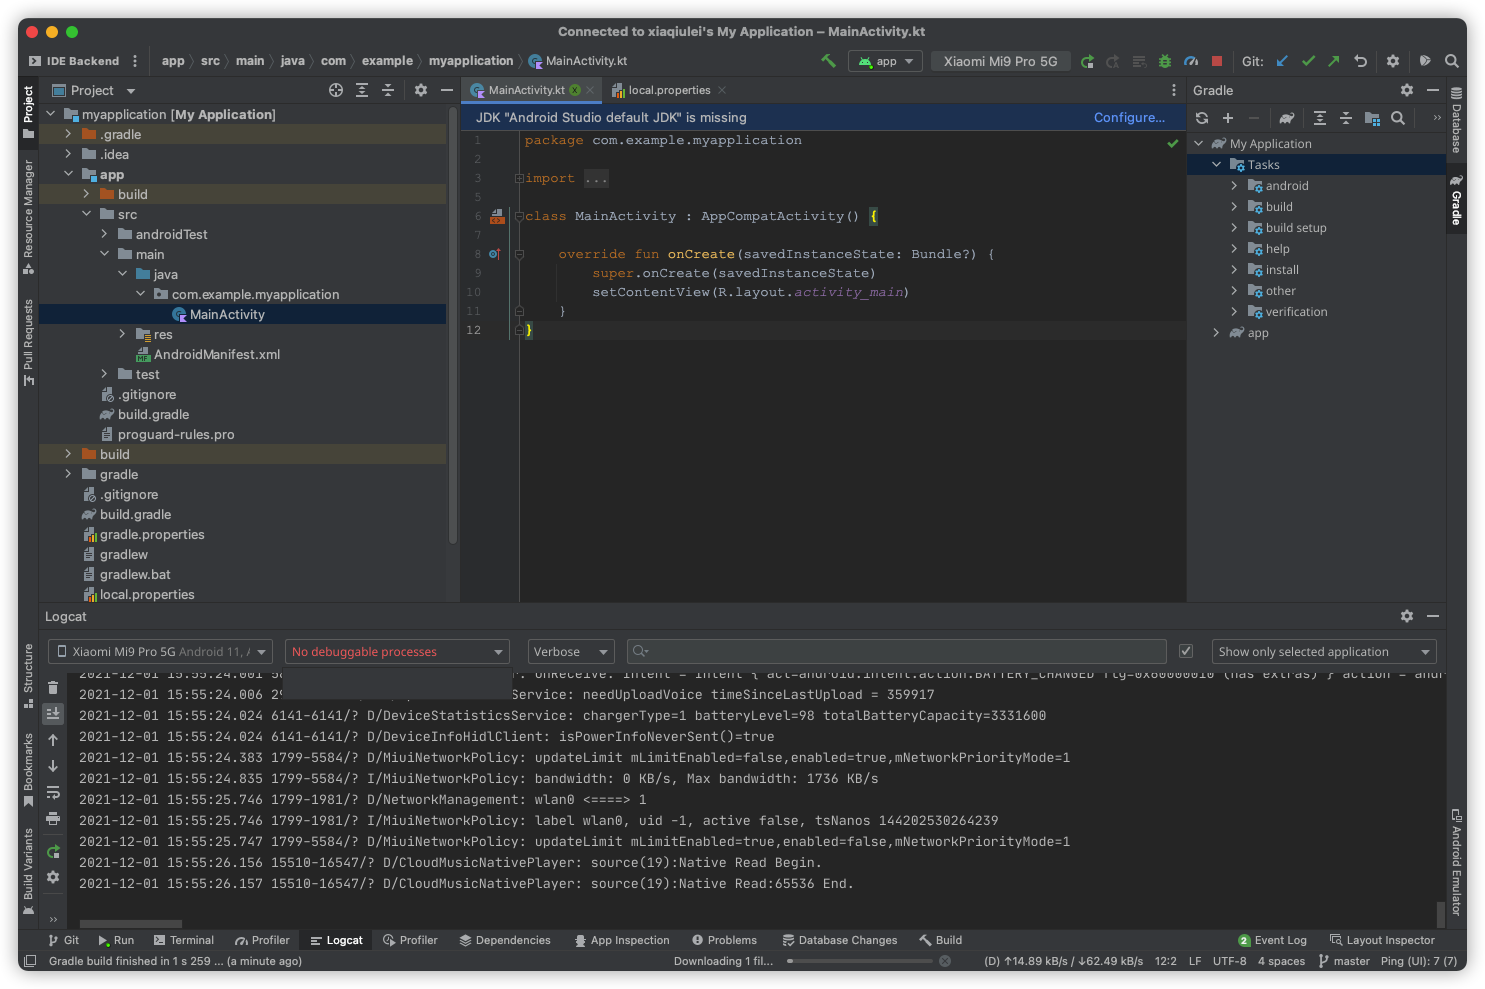 Connected to xiaqiulei's My Application – MainActivity.kt
IDE Backend
app
src
main
java
com
example
myapplication
MainActivity.kt
app
Xiaomi Mi9 Pro 5G
Git:
Project
Resource Manager
Pull Requests
Structure
Bookmarks
Build Variants
Project
myapplication [My Application]
.gradle
.idea
app
build
src
androidTest
main
java
com.example.myapplication
MainActivity
res
AndroidManifest.xml
test
.gitignore
build.gradle
proguard-rules.pro
build
gradle
.gitignore
build.gradle
gradle.properties
gradlew
gradlew.bat
local.properties
MainActivity.kt
local.properties
JDK "Android Studio default JDK" is missing
Configure...
1 package com.example.myapplication
2
3 import ...
5
6 class MainActivity : AppCompatActivity() {
7
8 override fun onCreate(savedInstanceState: Bundle?) {
9 super.onCreate(savedInstanceState)
10 setContentView(R.layout.activity_main)
11 }
12 }
Gradle
My Application
Tasks
android
build
build setup
help
install
other
verification
app
Database
Gradle
Android Emulator
Logcat
Xiaomi Mi9 Pro 5G Android 11,
No debuggable processes
Verbose
Show only selected application
2021-12-01 15:55:24.001
onReceive: intent = Intent { act=android.intent.action.BATTERY_CHANGED flg=0x60000010 (has extras) } action =
2021-12-01 15:55:24.006 29
Service: needUploadVoice timeSinceLastUpload = 359917
2021-12-01 15:55:24.024 6141-6141/? D/DeviceStatisticsService: chargerType=1 batteryLevel=98 totalBatteryCapacity=3331600
2021-12-01 15:55:24.024 6141-6141/? D/DeviceInfoHidlClient: isPowerInfoNeverSent()=true
2021-12-01 15:55:24.383 1799-5584/? D/MiuiNetworkPolicy: updateLimit mLimitEnabled=false,enabled=true,mNetworkPriorityMode=1
2021-12-01 15:55:24.835 1799-5584/? I/MiuiNetworkPolicy: bandwidth: 0 KB/s, Max bandwidth: 1736 KB/s
2021-12-01 15:55:25.746 1799-1981/? D/NetworkManagement: wlan0 <====> 1
2021-12-01 15:55:25.746 1799-1981/? I/MiuiNetworkPolicy: label wlan0, uid -1, active false, tsNanos 144202530264239
2021-12-01 15:55:25.747 1799-5584/? D/MiuiNetworkPolicy: updateLimit mLimitEnabled=true,enabled=false,mNetworkPriorityMode=1
2021-12-01 15:55:26.156 15510-16547/? D/CloudMusicNativePlayer: source(19):Native Read Begin.
2021-12-01 15:55:26.157 15510-16547/? D/CloudMusicNativePlayer: source(19):Native Read:65536 End.
Git
Run
Terminal
Profiler
Logcat
Profiler
Dependencies
App Inspection
Problems
Database Changes
Build
2 Event Log
Layout Inspector
Gradle build finished in 1 s 259 ... (a minute ago)
Downloading 1 fil...
(D) ↑14.89 kB/s / ↓62.49 kB/s
12:2
LF
UTF-8
4 spaces
master
Ping (UI): 7 (7)